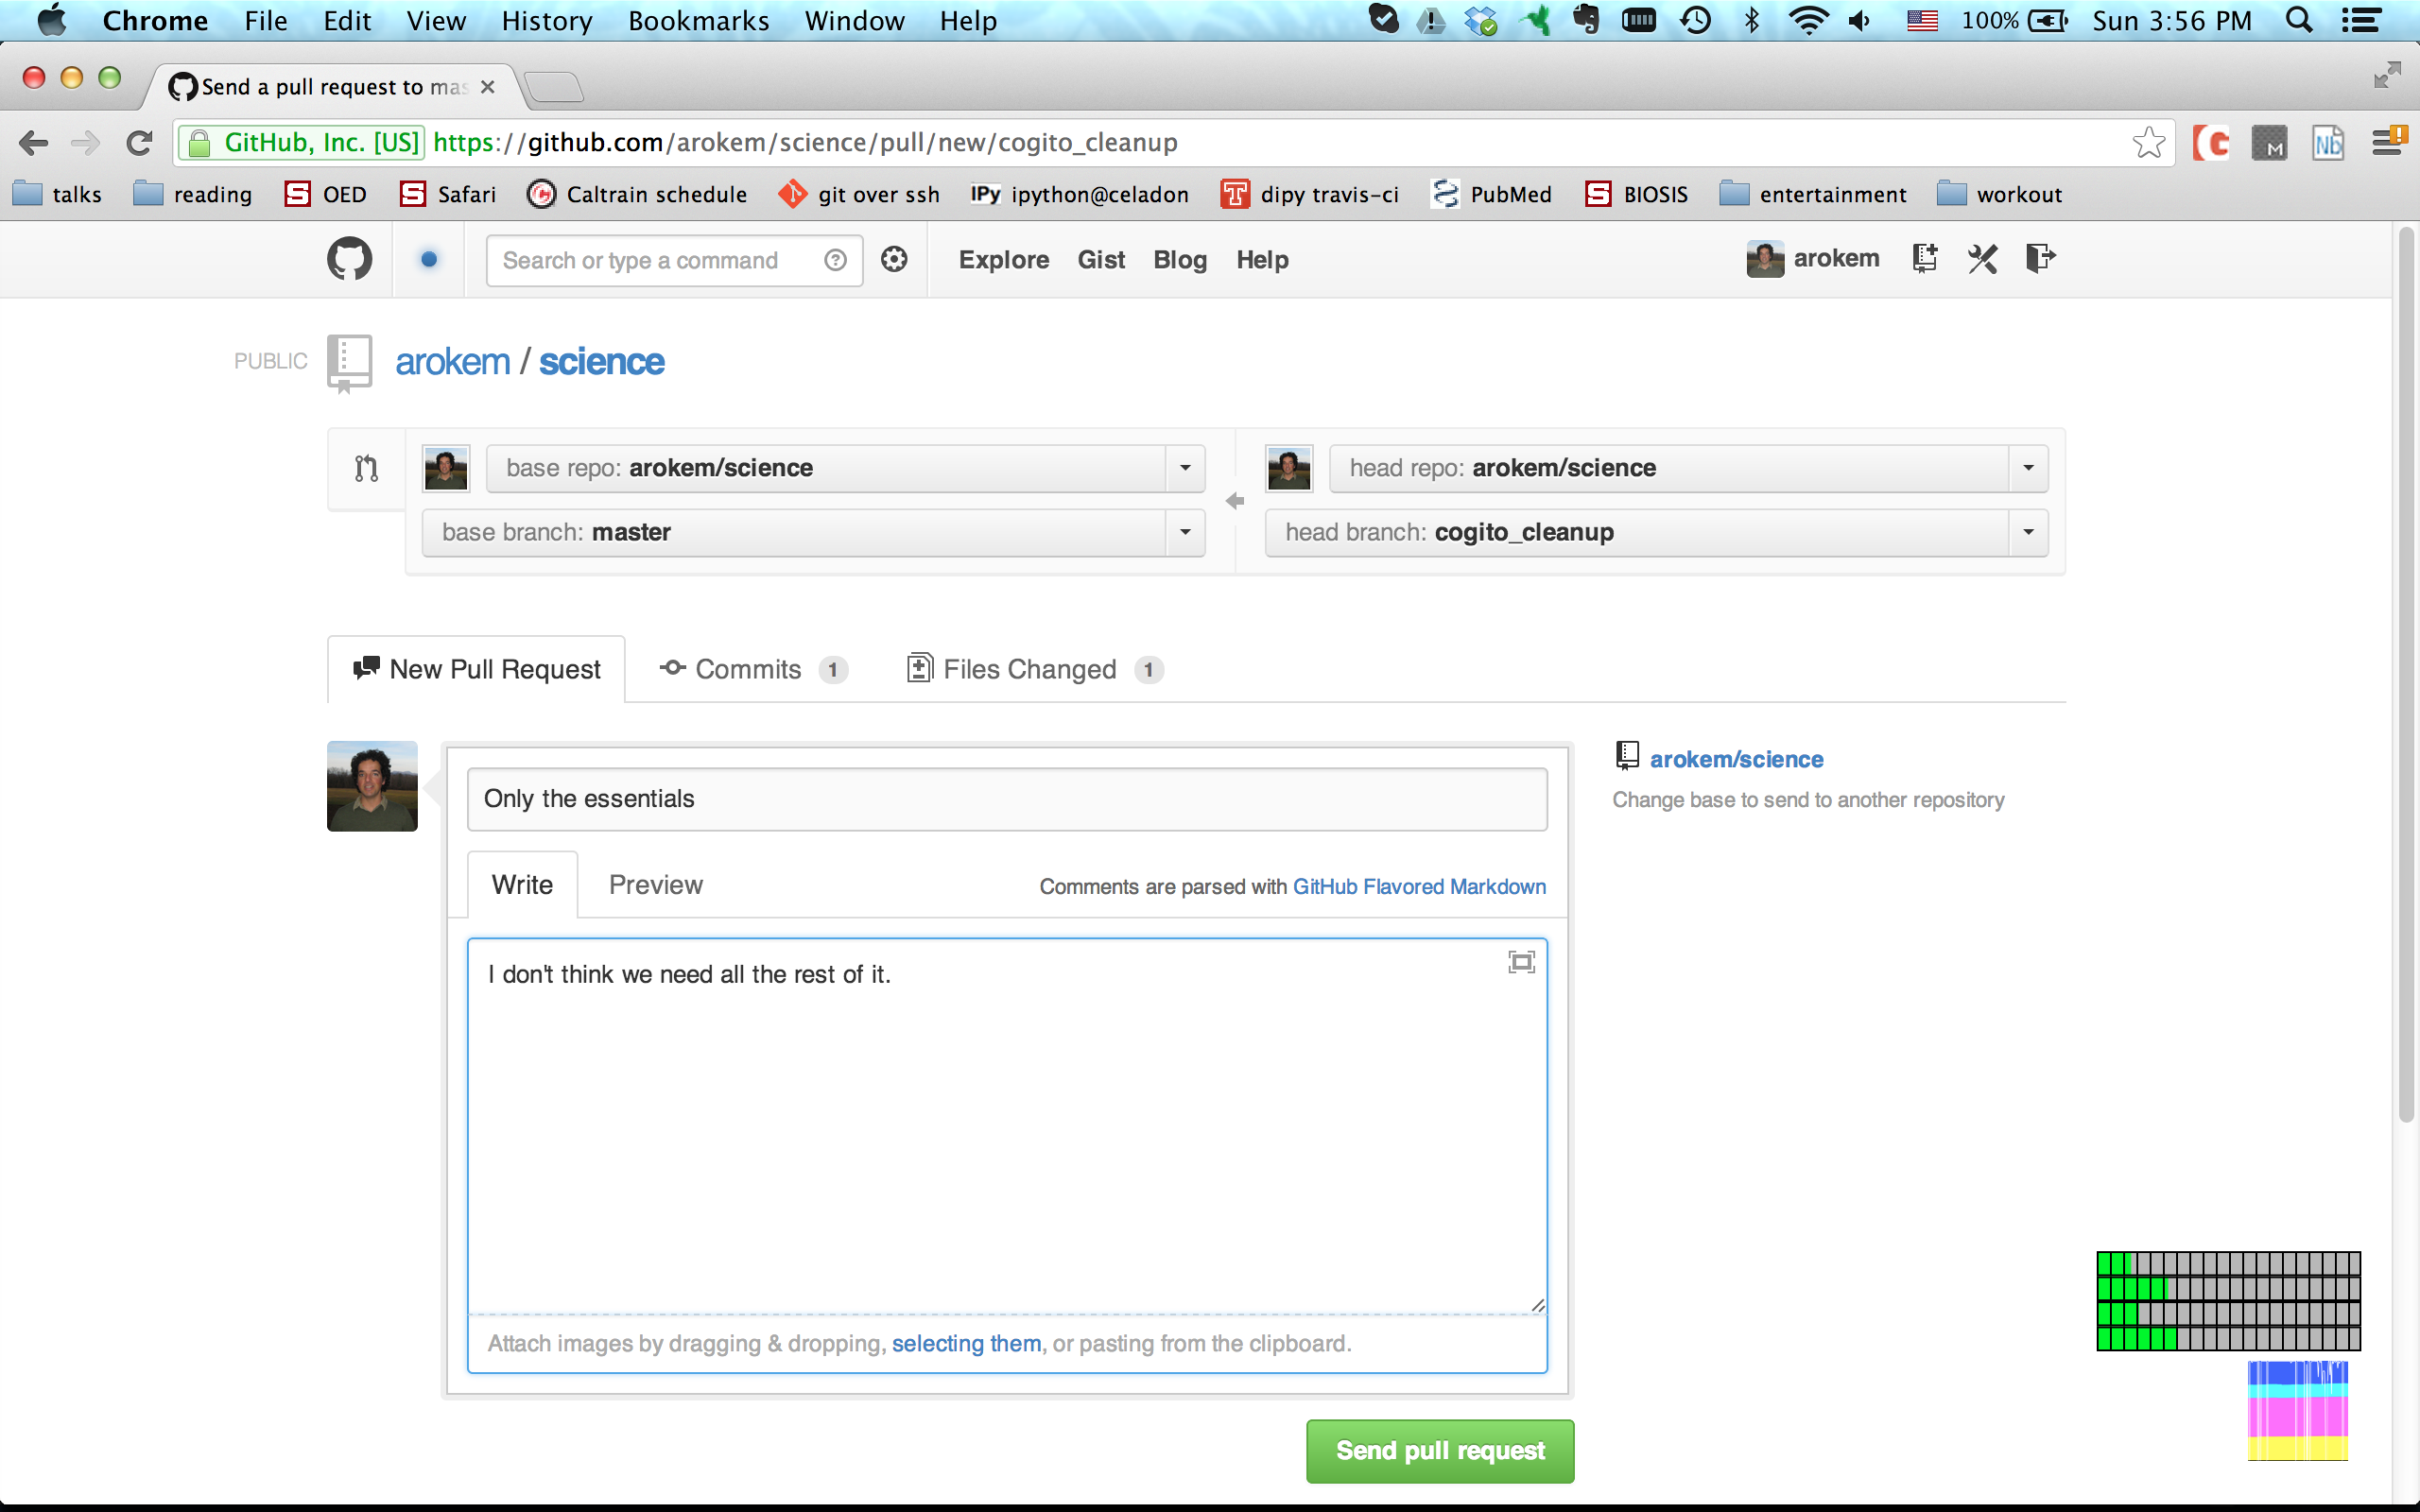 Chrome File Edit View History Bookmarks Window Help 100% Sun 3:56 PM
Send a pull request to mas
GitHub, Inc. [US] https://github.com/arokem/science/pull/new/cogito_cleanup
talks reading OED Safari Caltrain schedule git over ssh IPy ipython@celadon dipy travis-ci PubMed BIOSIS entertainment workout
Search or type a command Explore Gist Blog Help arokem
PUBLIC arokem / science
base repo: arokem/science head repo: arokem/science
base branch: master head branch: cogito_cleanup
New Pull Request Commits 1 Files Changed 1
arokem/science
Only the essentials
Change base to send to another repository
Write Preview Comments are parsed with GitHub Flavored Markdown
I don't think we need all the rest of it.
Attach images by dragging & dropping, selecting them, or pasting from the clipboard.
Send pull request